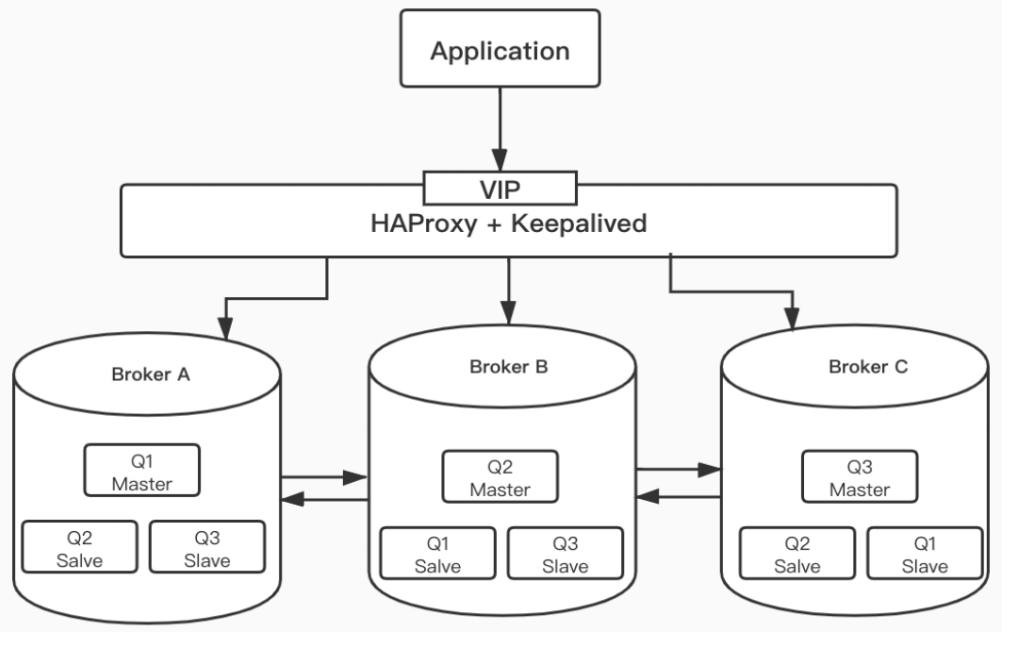 Application
VIP
HAProxy + Keepalived
Broker A
Q1
Master
Q2
Salve
Q3
Slave
Broker B
Q2
Master
Q1
Salve
Q3
Slave
Broker C
Q3
Master
Q2
Salve
Q1
Slave